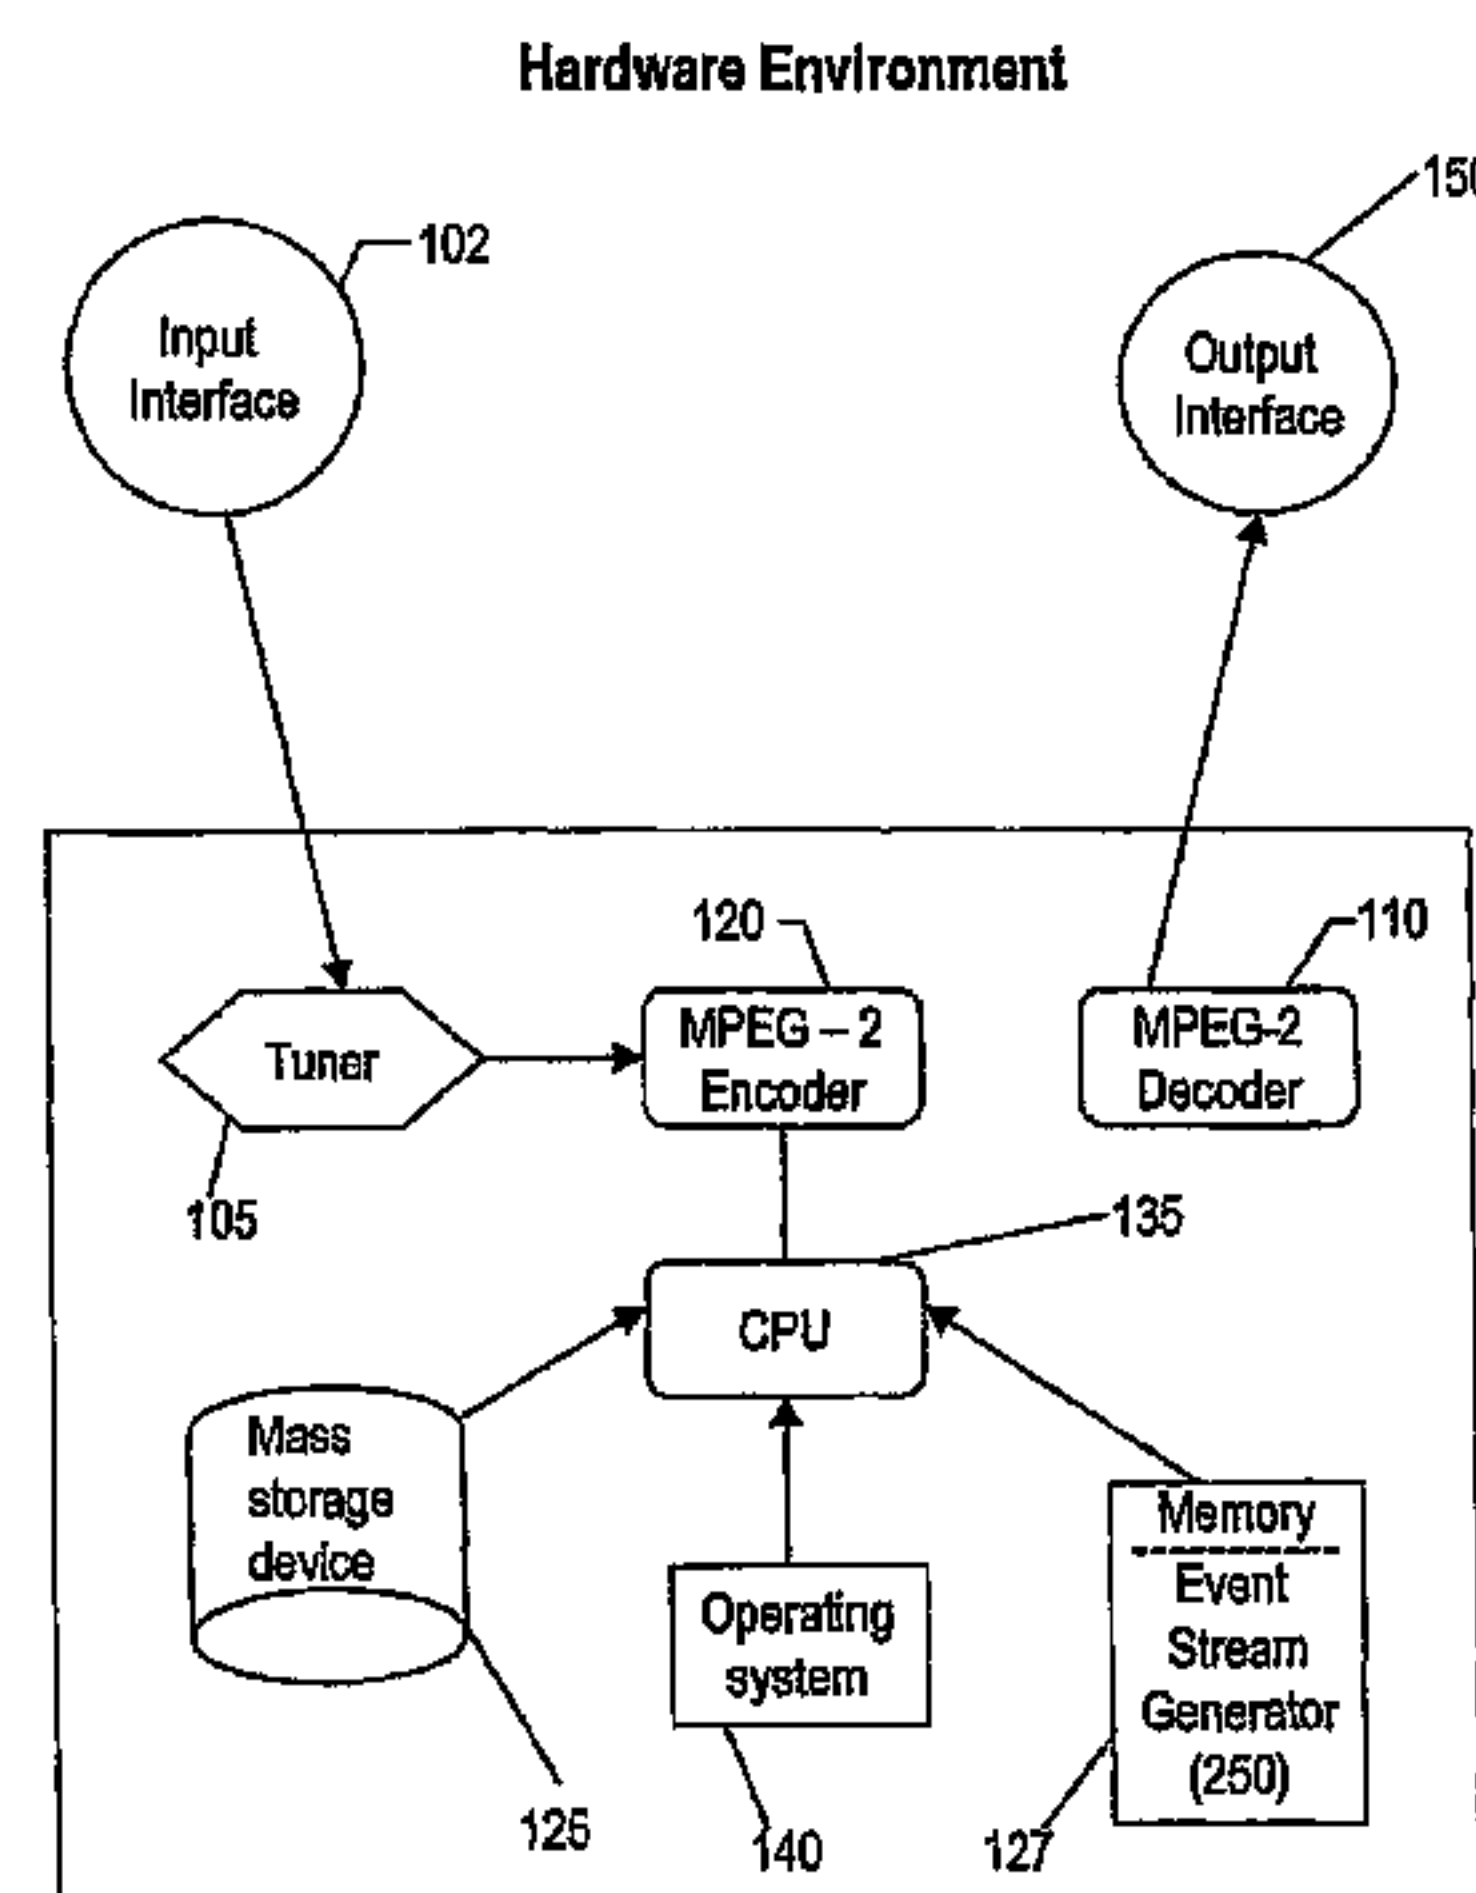 Hardware Environment
150
102
Input
Interface
Output
Interface
120
110
Tuner
MPEG – 2
Encoder
MPEG-2
Decoder
105
135
CPU
Mass
storage
device
Operating
system
Memory
Event
Stream
Generator
(250)
140
127